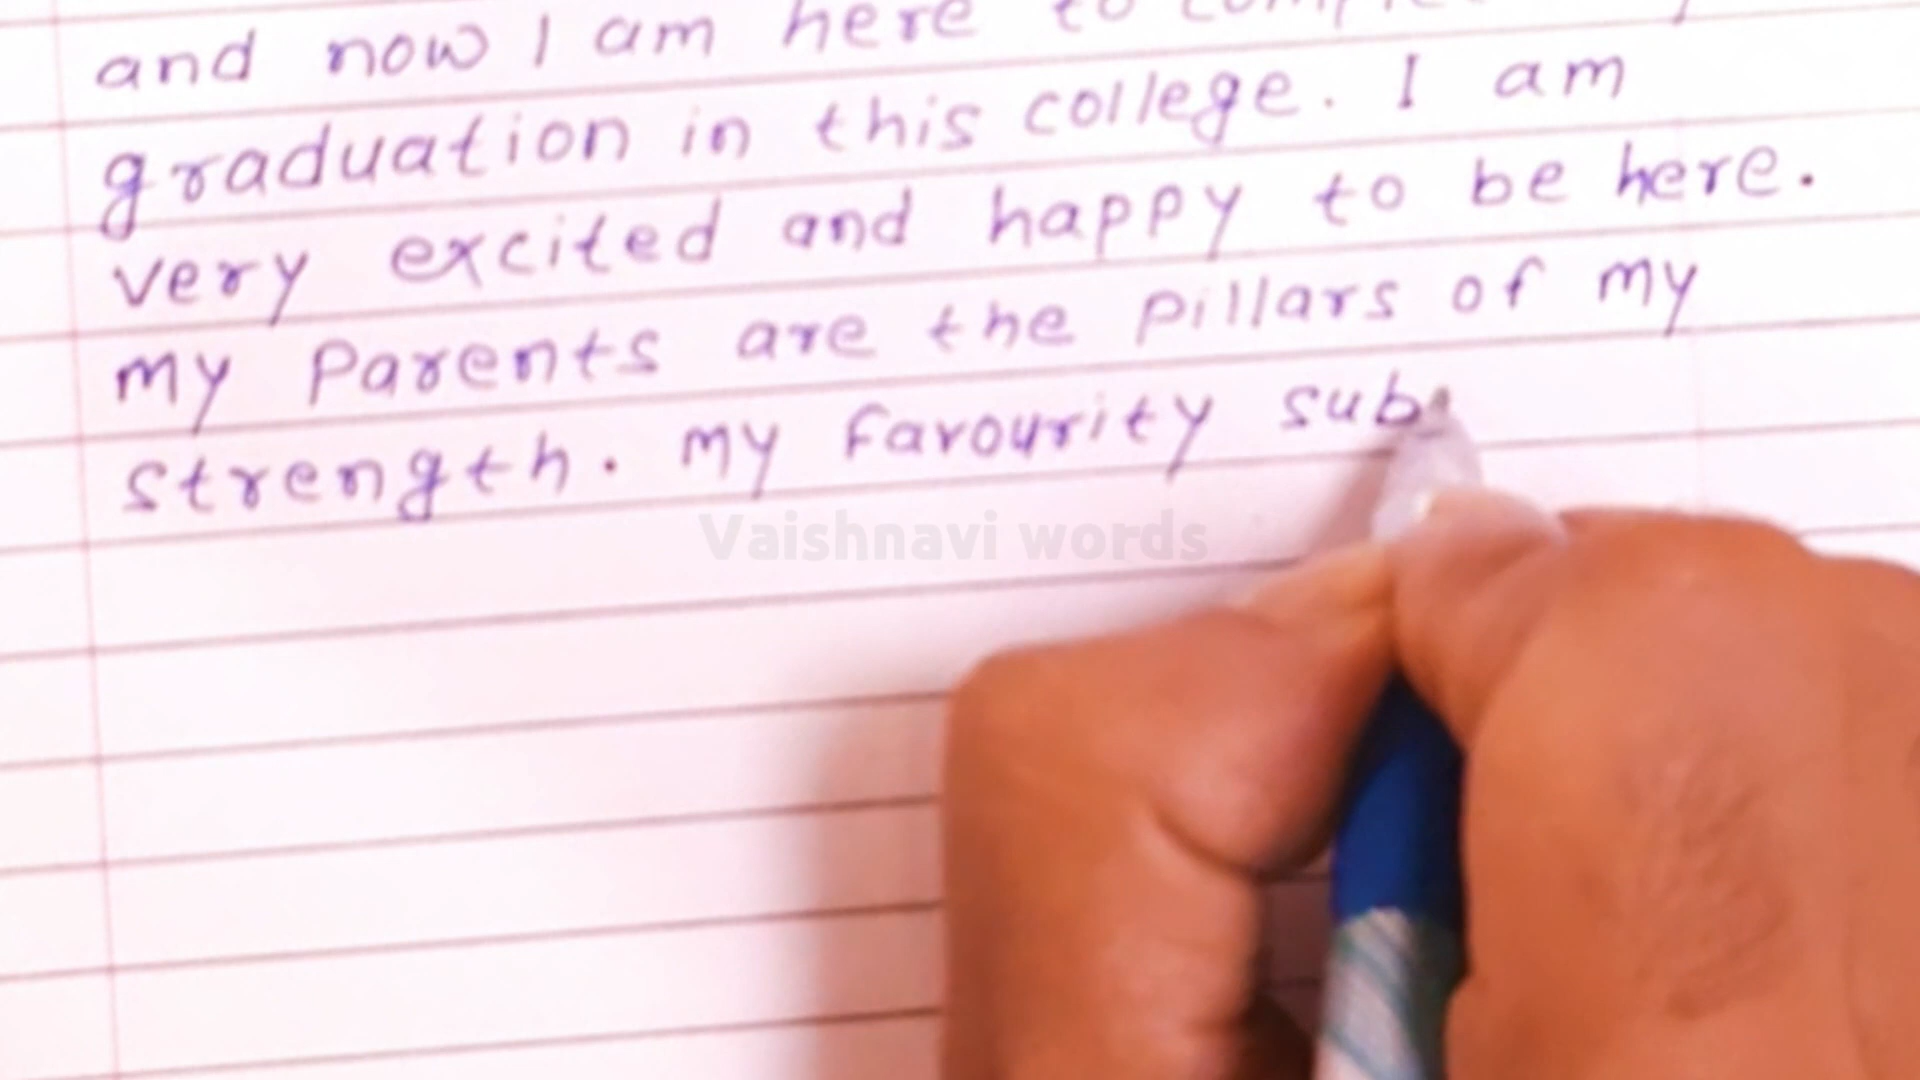 and now I am here to
graduation in this college. I am
very excited and happy to be here.
my Parents are the pillars of my
strength. my favourity sub
Vaishnavi words